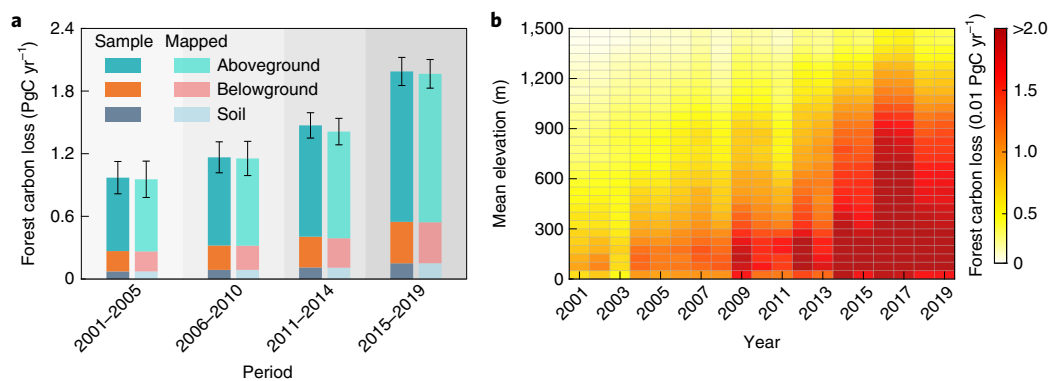 a
Forest carbon loss (PgC yr⁻¹)
2.4
1.8
1.2
0.6
0
Sample Mapped
Aboveground
Belowground
Soil
2001–2005
2006–2010
2011–2014
2015–2019
Period
b
Mean elevation (m)
1,500
1,200
900
600
300
0
2001
2003
2005
2007
2009
2011
2013
2015
2017
2019
Year
Forest carbon loss (0.01 PgC yr⁻¹)
>2.0
1.5
1.0
0.5
0